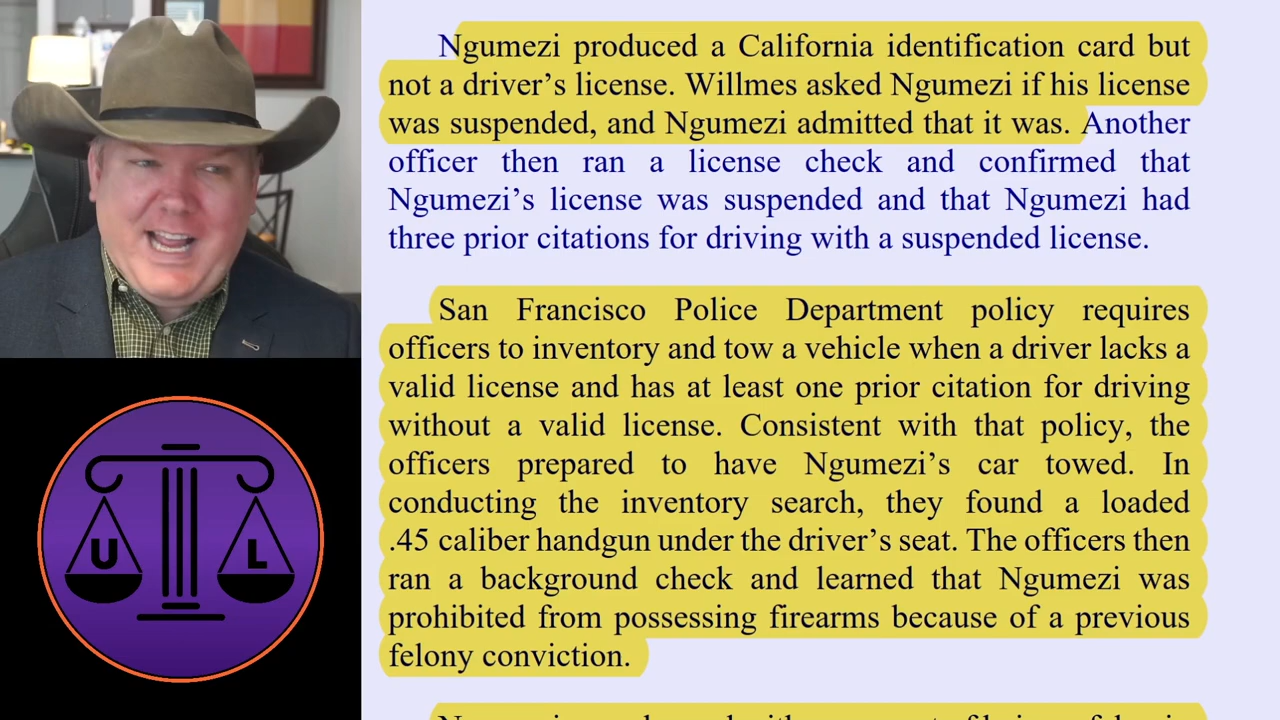 Ngumezi produced a California identification card but
not a driver’s license. Willmes asked Ngumezi if his license
was suspended, and Ngumezi admitted that it was. Another
officer then ran a license check and confirmed that
Ngumezi’s license was suspended and that Ngumezi had
three prior citations for driving with a suspended license.
San Francisco Police Department policy requires
officers to inventory and tow a vehicle when a driver lacks a
valid license and has at least one prior citation for driving
without a valid license. Consistent with that policy, the
officers prepared to have Ngumezi’s car towed. In
conducting the inventory search, they found a loaded
.45 caliber handgun under the driver’s seat. The officers then
ran a background check and learned that Ngumezi was
prohibited from possessing firearms because of a previous
felony conviction.
U L